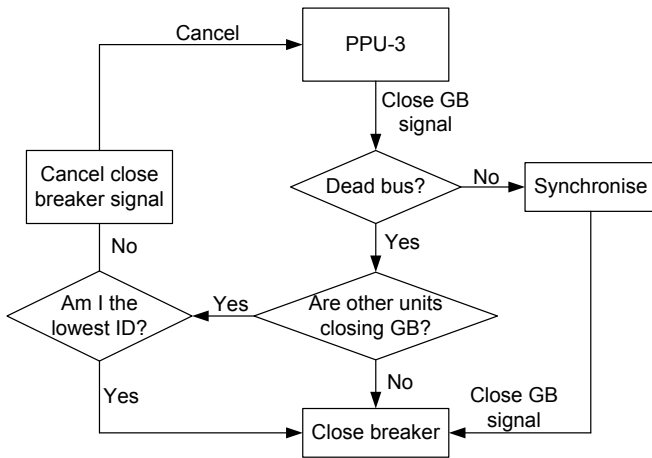 Cancel
PPU-3
Close GB
signal
Cancel close
breaker signal
Dead bus?
No
Synchronise
No
Yes
Am I the
lowest ID?
Yes
Are other units
closing GB?
Yes
No
Close GB
signal
Close breaker